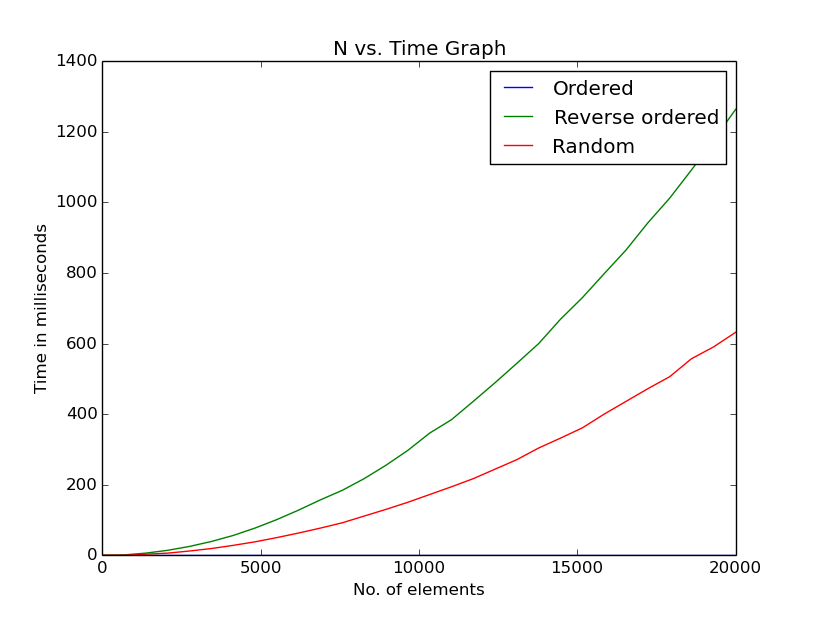 N vs. Time Graph
1400
1200
1000
800
600
400
200
0
Time in milliseconds
Ordered
Reverse ordered
Random
0 5000 10000 15000 20000
No. of elements